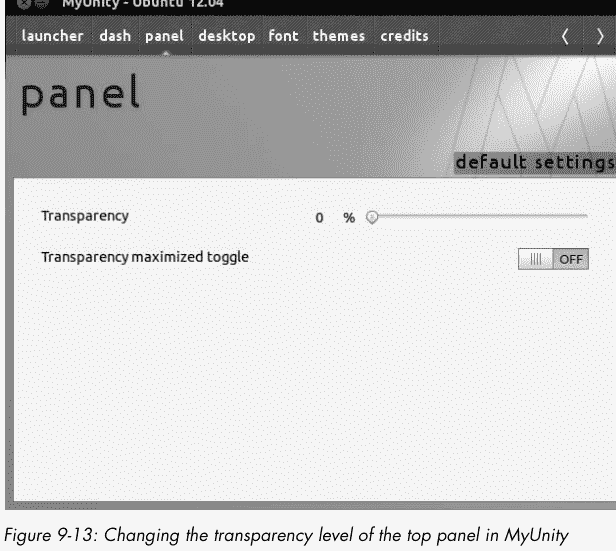 MyUnity - Ubuntu 12.04
launcher dash panel desktop font themes credits
panel
default settings
Transparency 0 %
Transparency maximized toggle OFF
Figure 9-13: Changing the transparency level of the top panel in MyUnity